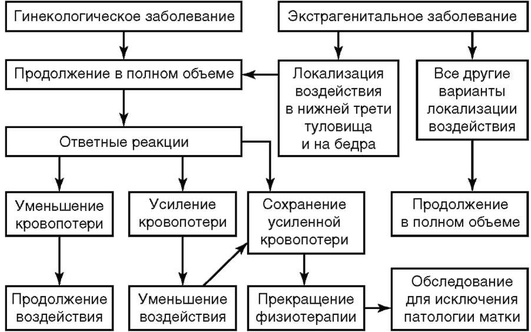 Гинекологическое заболевание
Экстрагенитальное заболевание
Продолжение в полном объеме
Локализация
воздействия
в нижней трети
туловища
и на бедра
Все другие
варианты
локализации
воздействия
Ответные реакции
Уменьшение
кровопотери
Усиление
кровопотери
Сохранение
усиленной
кровопотери
Продолжение
в полном объеме
Продолжение
воздействия
Уменьшение
воздействия
Прекращение
физиотерапии
Обследование
для исключения
патологии матки